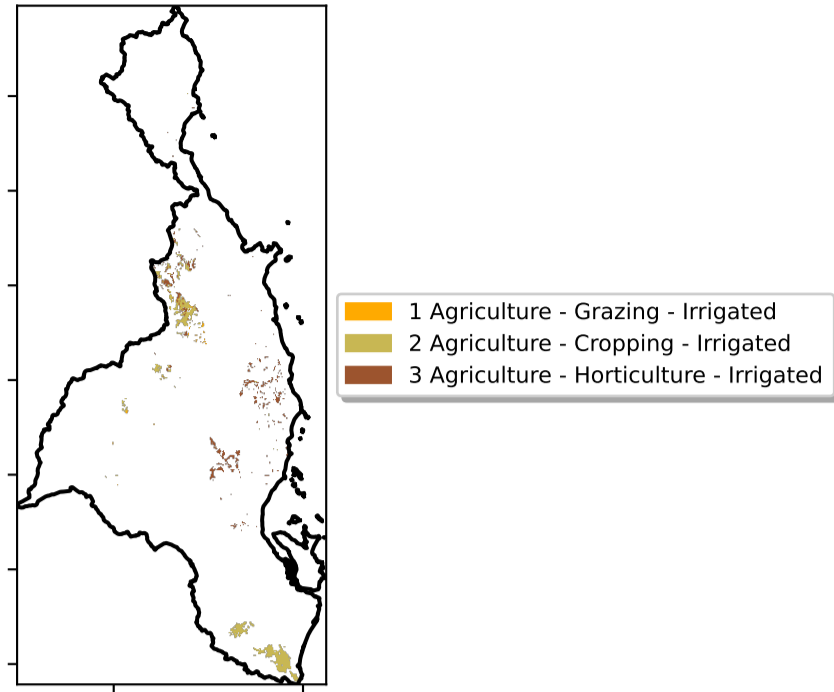 1 Agriculture - Grazing - Irrigated
2 Agriculture - Cropping - Irrigated
3 Agriculture - Horticulture - Irrigated